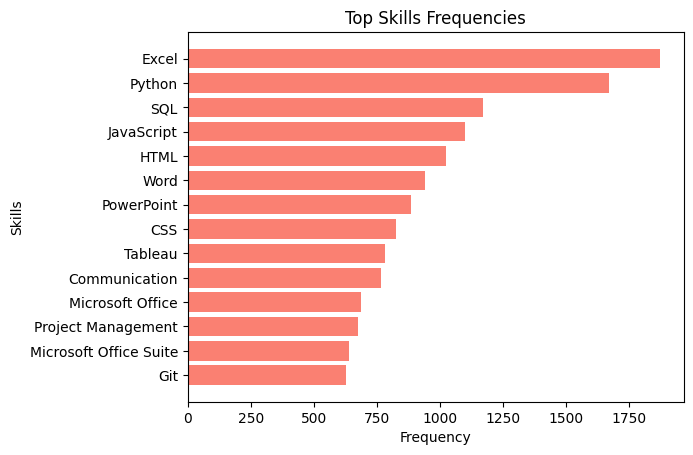 Top Skills Frequencies
Excel
Python
SQL
JavaScript
HTML
Word
PowerPoint
CSS
Tableau
Communication
Microsoft Office
Project Management
Microsoft Office Suite
Git
Skills
0 250 500 750 1000 1250 1500 1750
Frequency